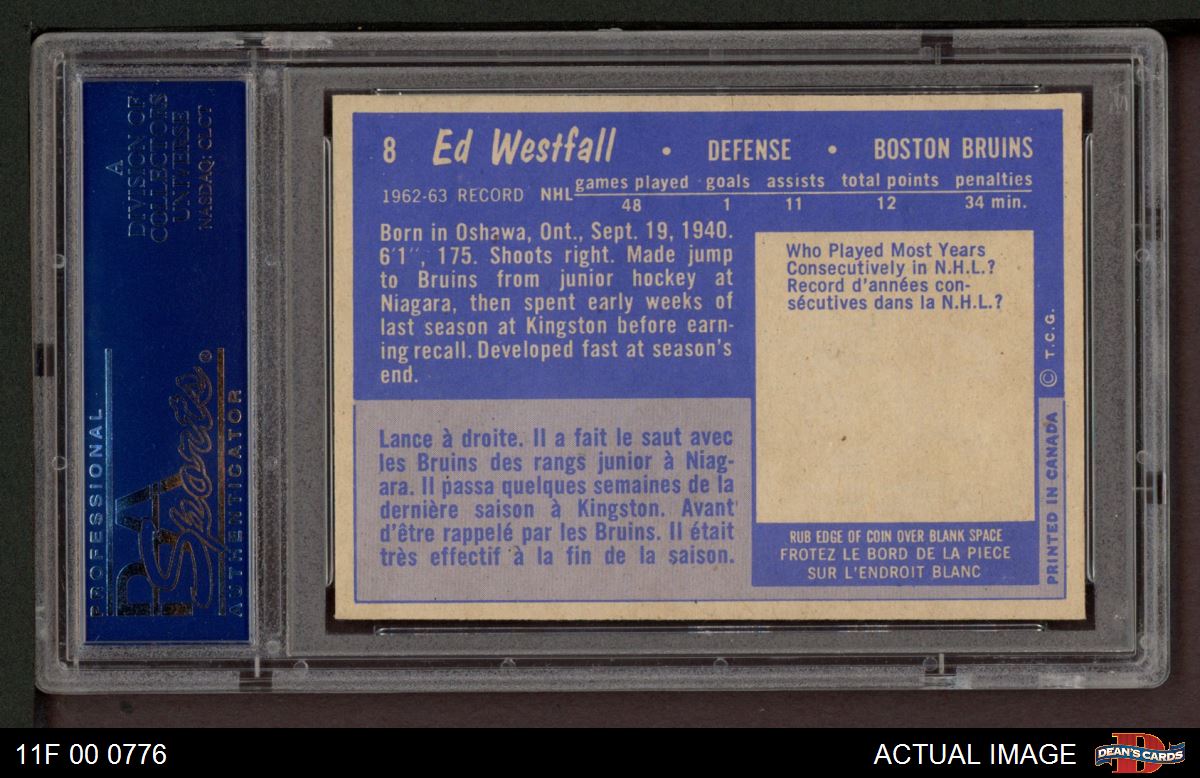 A
DIVISION OF
COLLECTORS
UNIVERSE
NASDAQ: CLCT
PROFESSIONAL
PSA
Sports®
AUTHENTICATOR
8 Ed Westfall • DEFENSE • BOSTON BRUINS
games played goals assists total points penalties
1962-63 RECORD NHL
48 1 11 12 34 min.
Born in Oshawa, Ont., Sept. 19, 1940.
6'1", 175. Shoots right. Made jump
to Bruins from junior hockey at
Niagara, then spent early weeks of
last season at Kingston before earn-
ing recall. Developed fast at season's
end.
Lance à droite. Il a fait le saut avec
les Bruins des rangs junior à Niag-
ara. Il passa quelques semaines de la
dernière saison à Kingston. Avant
d'être rappelé par les Bruins. Il était
très effectif à la fin de la saison.
Who Played Most Years
Consecutively in N.H.L.?
Record d'années con-
sécutives dans la N.H.L.?
RUB EDGE OF COIN OVER BLANK SPACE
FROTEZ LE BORD DE LA PIECE
SUR L'ENDROIT BLANC
PRINTED IN CANADA © T.C.G.
11F 00 0776
ACTUAL IMAGE
DEAN'S CARDS